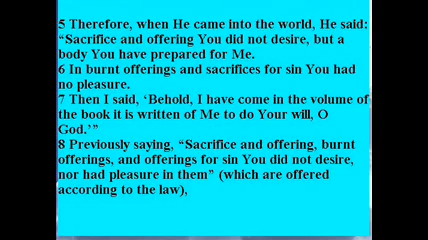 5 Therefore, when He came into the world, He said:
“Sacrifice and offering You did not desire, but a
body You have prepared for Me.
6 In burnt offerings and sacrifices for sin You had
no pleasure.
7 Then I said, ‘Behold, I have come in the volume of
the book it is written of Me to do Your will, O
God.’”
8 Previously saying, “Sacrifice and offering, burnt
offerings, and offerings for sin You did not desire,
nor had pleasure in them” (which are offered
according to the law),